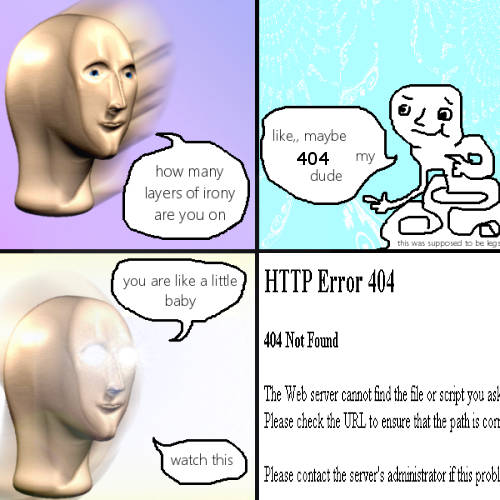 how many
layers of irony
are you on
like,, maybe
404 my
dude
this was supposed to be legs
you are like a little
baby
watch this
HTTP Error 404
404 Not Found
The Web server cannot find the file or script you ask
Please check the URL to ensure that the path is corr
Please contact the server's administrator if this probl